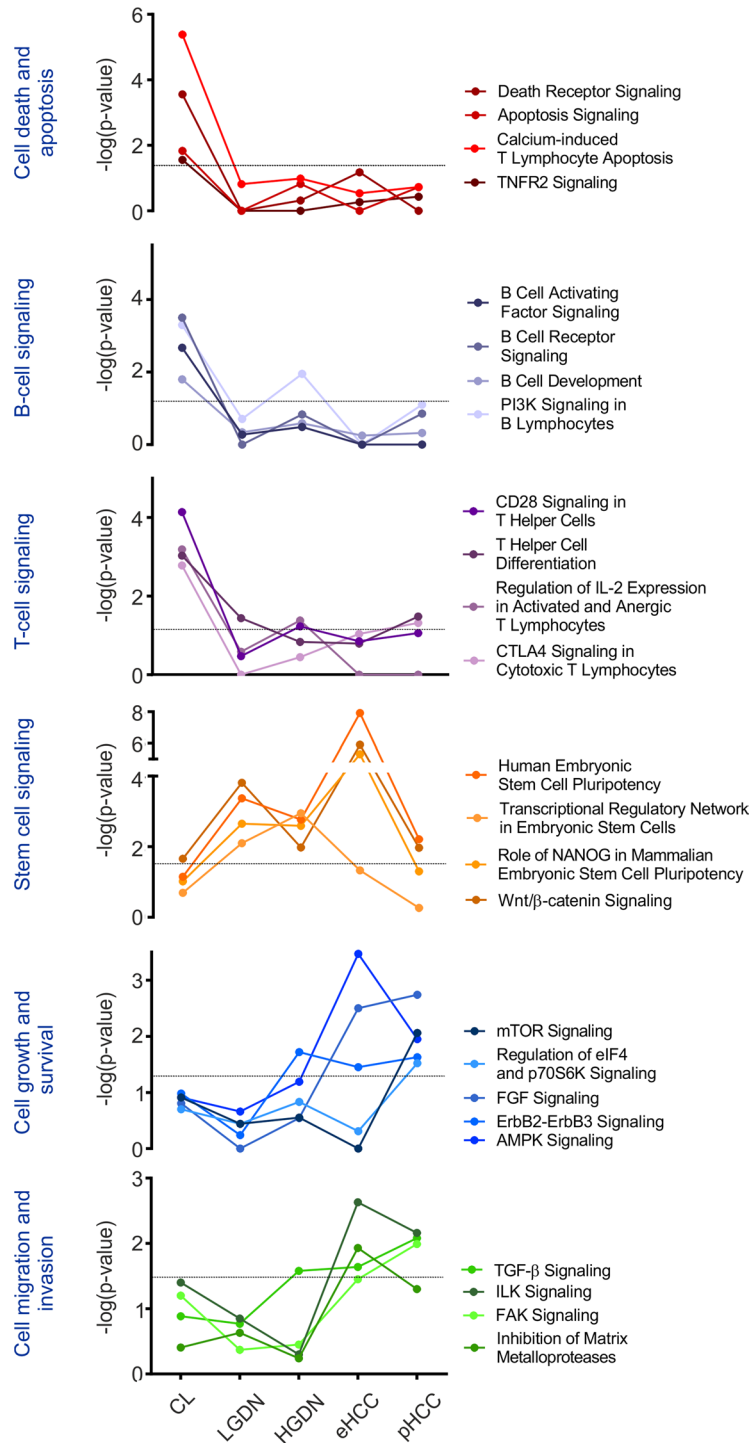 Cell death and
apoptosis
-log(p-value)
6
4
2
0
Death Receptor Signaling
Apoptosis Signaling
Calcium-induced
T Lymphocyte Apoptosis
TNFR2 Signaling
B-cell signaling
-log(p-value)
4
2
0
B Cell Activating
Factor Signaling
B Cell Receptor
Signaling
B Cell Development
PI3K Signaling in
B Lymphocytes
T-cell signaling
-log(p-value)
4
2
0
CD28 Signaling in
T Helper Cells
T Helper Cell
Differentiation
Regulation of IL-2 Expression
in Activated and Anergic
T Lymphocytes
CTLA4 Signaling in
Cytotoxic T Lymphocytes
Stem cell signaling
-log(p-value)
8
6
4
2
0
Human Embryonic
Stem Cell Pluripotency
Transcriptional Regulatory Network
in Embryonic Stem Cells
Role of NANOG in Mammalian
Embryonic Stem Cell Pluripotency
Wnt/β-catenin Signaling
Cell growth and
survival
-log(p-value)
3
2
1
0
mTOR Signaling
Regulation of eIF4
and p70S6K Signaling
FGF Signaling
ErbB2-ErbB3 Signaling
AMPK Signaling
Cell migration and
invasion
-log(p-value)
3
2
1
0
TGF-β Signaling
ILK Signaling
FAK Signaling
Inhibition of Matrix
Metalloproteases
CL
LGDN
HGDN
eHCC
pHCC